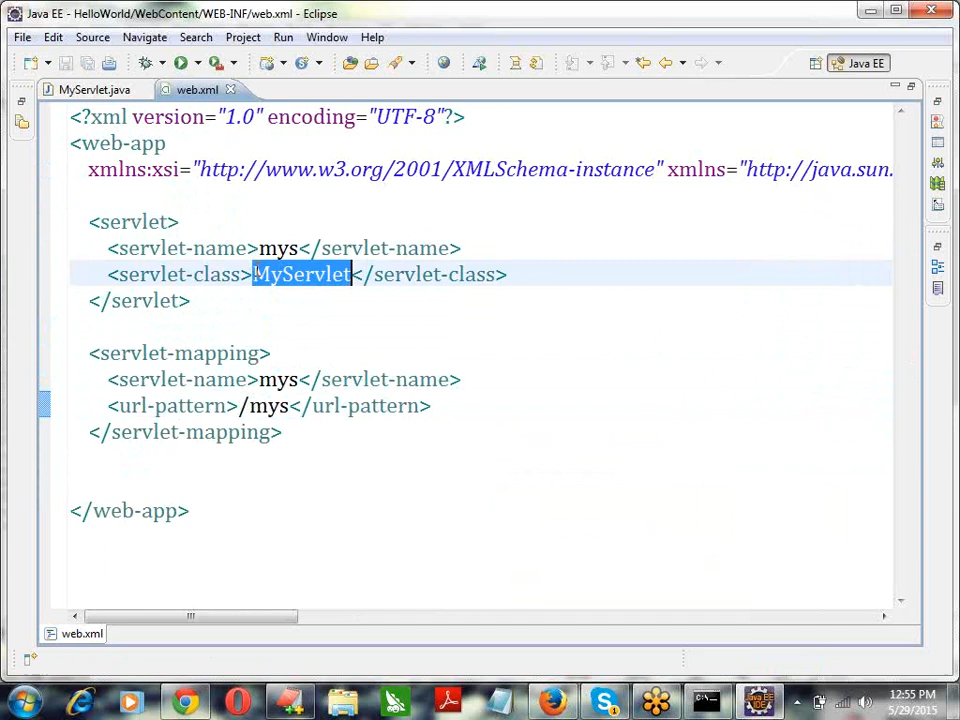 Java EE - HelloWorld/WebContent/WEB-INF/web.xml - Eclipse
File Edit Source Navigate Search Project Run Window Help
Java EE
MyServlet.java web.xml
<?xml version="1.0" encoding="UTF-8"?>
<web-app
xmlns:xsi="http://www.w3.org/2001/XMLSchema-instance" xmlns="http://java.sun.
<servlet>
<servlet-name>mys</servlet-name>
<servlet-class>MyServlet</servlet-class>
</servlet>
<servlet-mapping>
<servlet-name>mys</servlet-name>
<url-pattern>/mys</url-pattern>
</servlet-mapping>
</web-app>
web.xml
12:55 PM
5/29/2015